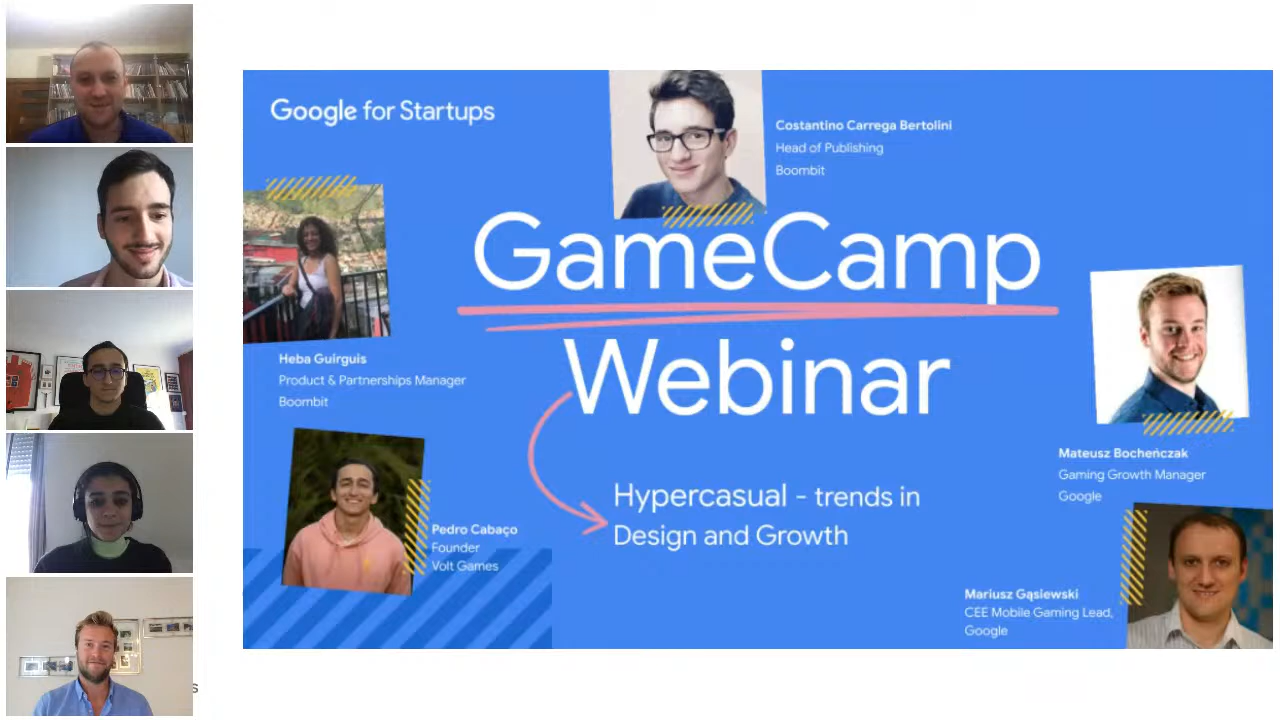 Google for Startups
Costantino Carrega Bertolini
Head of Publishing
Boombit
GameCamp
Webinar
Heba Guirguis
Product & Partnerships Manager
Boombit
Mateusz Bocheńczak
Gaming Growth Manager
Google
Hypercasual - trends in
Design and Growth
Pedro Cabaço
Founder
Volt Games
Mariusz Gąsiewski
CEE Mobile Gaming Lead,
Google
s